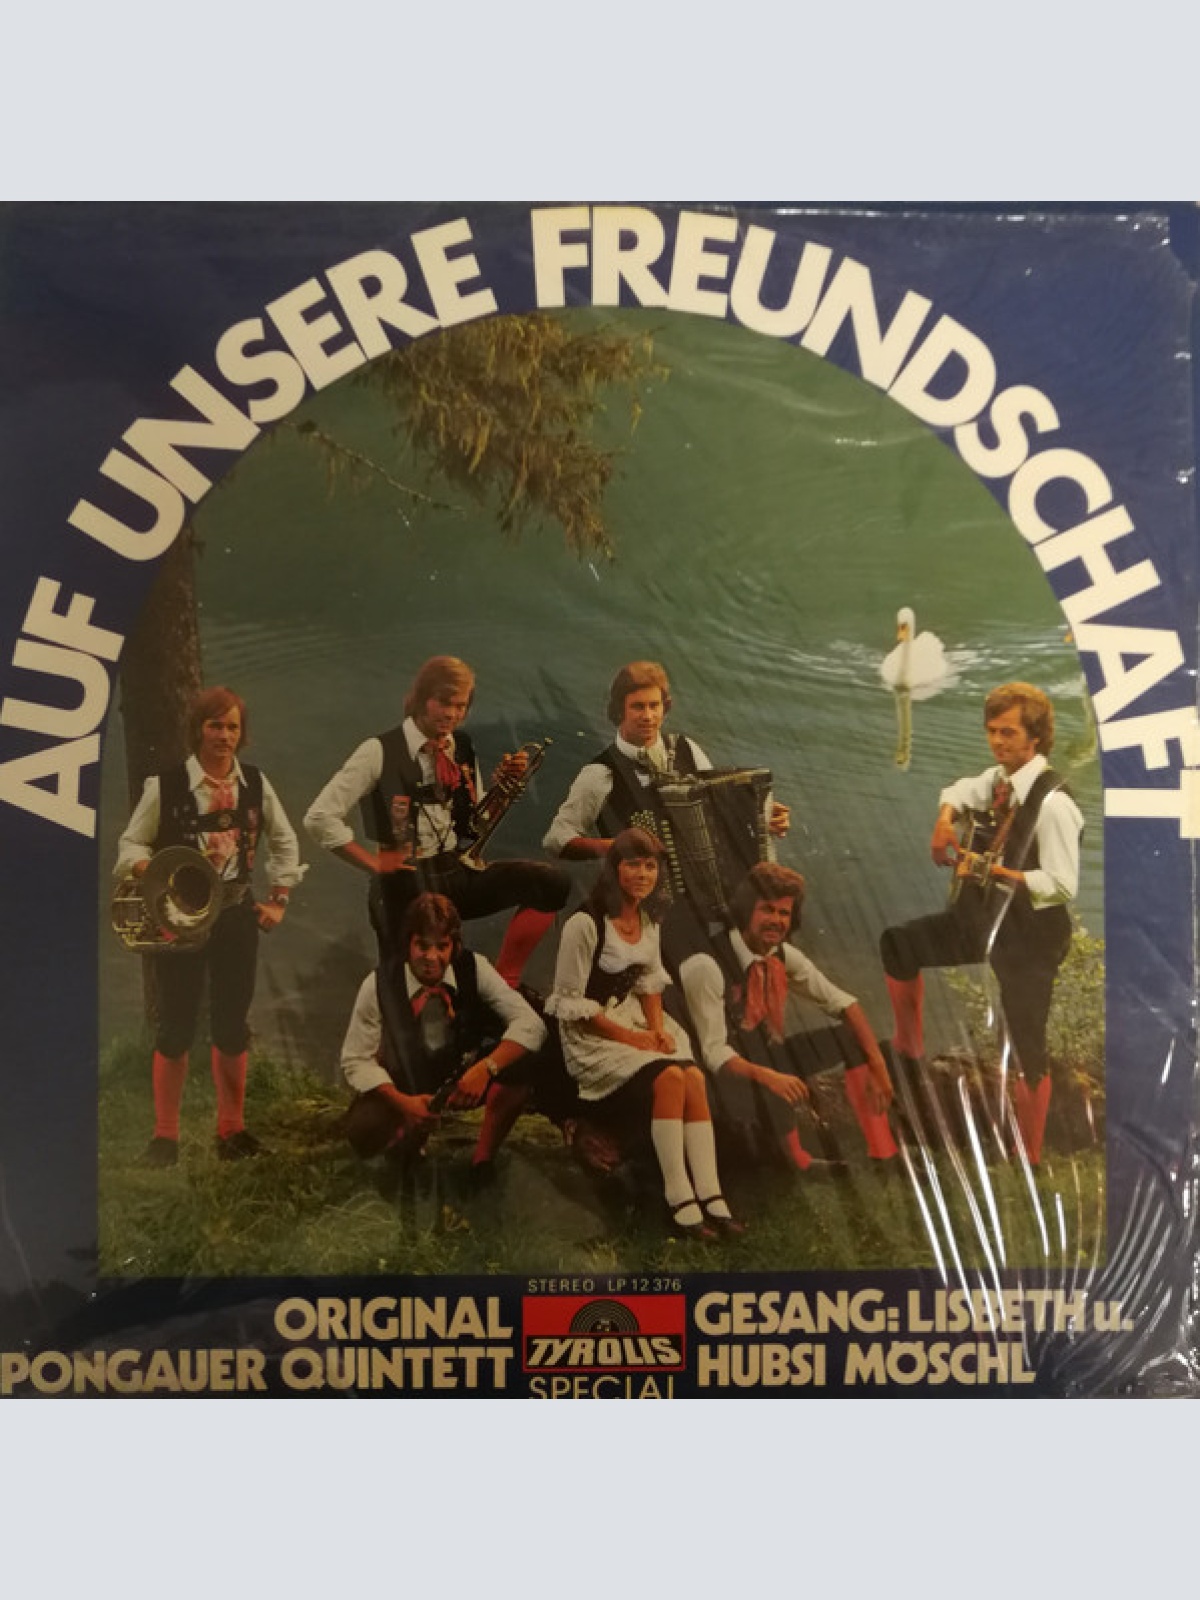 AUF UNSERE FREUNDSCHAFT
STEREO LP 12 376
ORIGINAL
PONGAUER QUINTETT
TYROLIS
SPECIAL
GESANG: LISBETH u.
HUBSI MÖSCHL